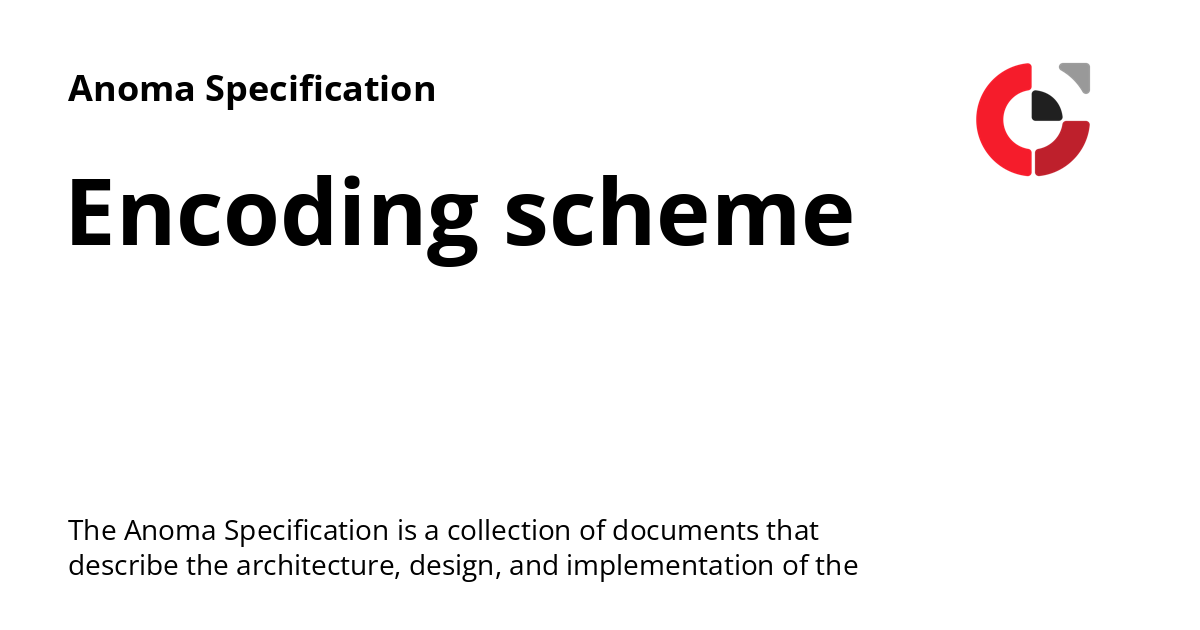 Anoma Specification
Encoding scheme
The Anoma Specification is a collection of documents that
describe the architecture, design, and implementation of the